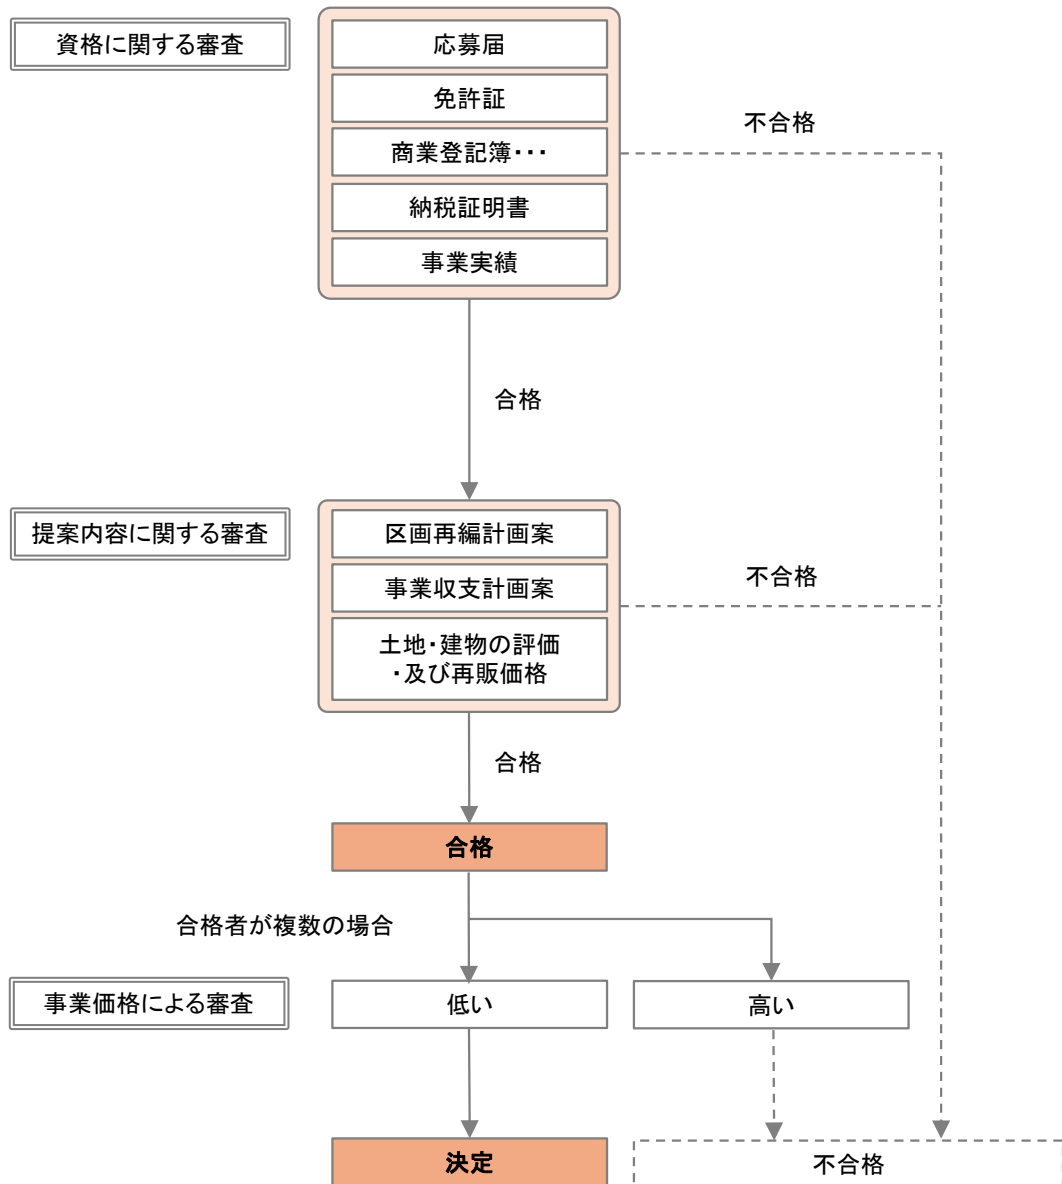 資格に関する審査
応募届
免許証
商業登記簿・・・
納税証明書
事業実績
不合格
合格
提案内容に関する審査
区画再編計画案
事業収支計画案
土地・建物の評価
・及び再販価格
不合格
合格
合格
合格者が複数の場合
事業価格による審査
低い
高い
決定
不合格